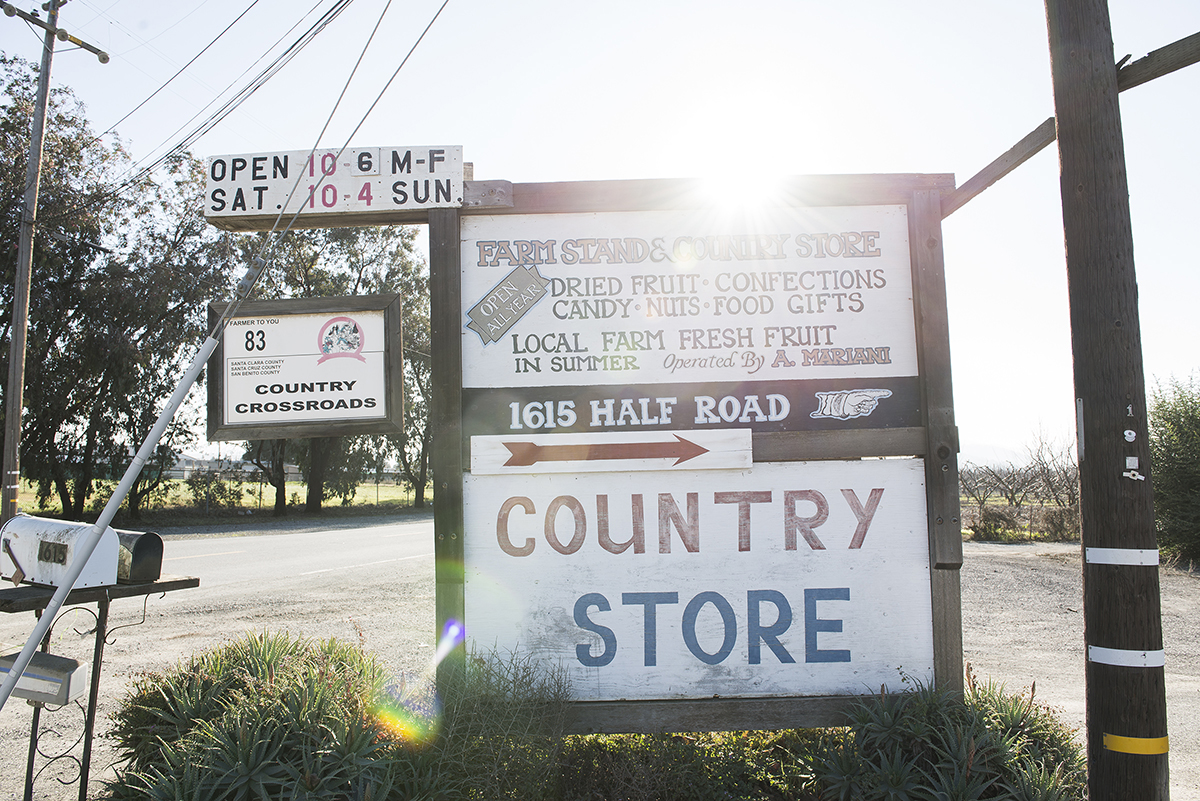 OPEN 10-6 M-F
SAT. 10-4 SUN
FARM STAND & COUNTRY STORE
OPEN
ALL YEAR
DRIED FRUIT · CONFECTIONS
CANDY · NUTS · FOOD GIFTS
LOCAL FARM FRESH FRUIT
IN SUMMER Operated By A. MARIANI
1615 HALF ROAD
FARMER TO YOU
83
SANTA CLARA COUNTY
SANTA CRUZ COUNTY
SAN BENITO COUNTY
COUNTRY
CROSSROADS
COUNTRY
STORE
1615
1